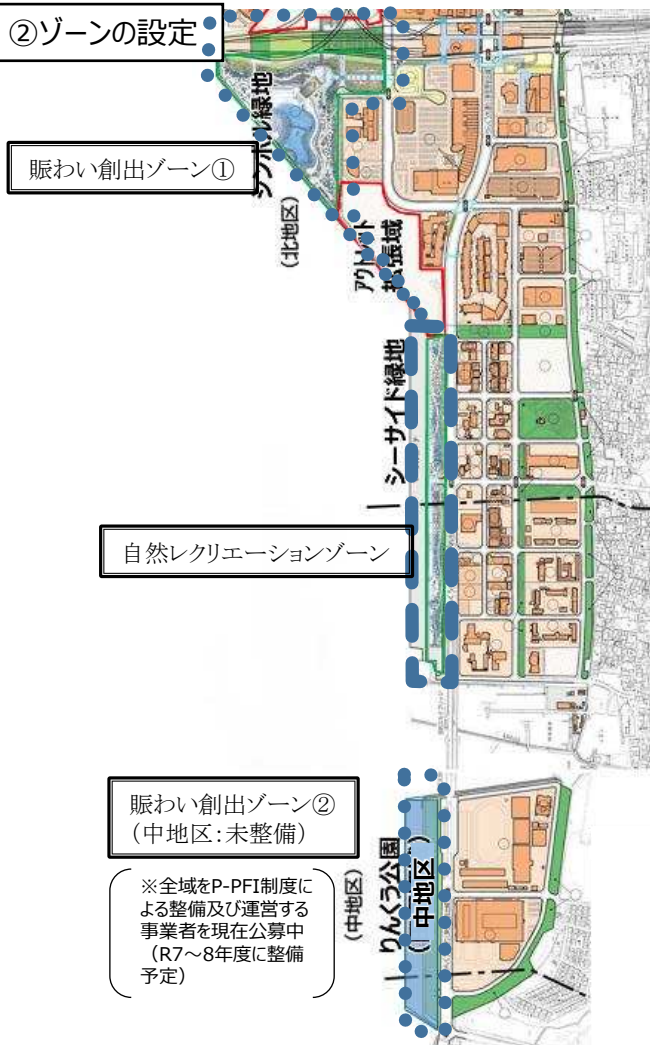 ②ゾーンの設定
シンボル緑地
賑わい創出ゾーン①
(北地区)
アウトレット
拡張域
シーサイド緑地
自然レクリエーションゾーン
賑わい創出ゾーン②
(中地区:未整備)
※全域をP-PFI制度に
よる整備及び運営する
事業者を現在公募中
(R7~8年度に整備
予定)
(中地区)
りんくう公園
(中地区)